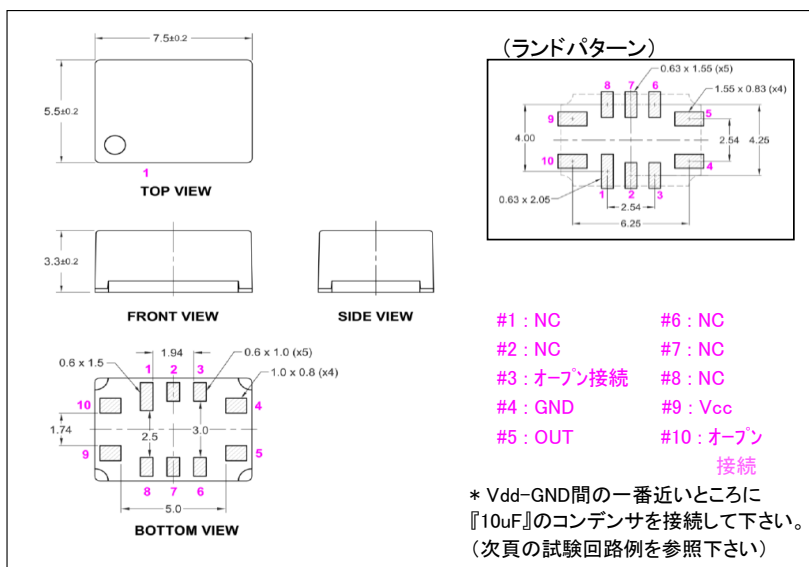 7.5±0.2
5.5±0.2
1
TOP VIEW
3.3±0.2
FRONT VIEW
SIDE VIEW
0.6 x 1.5
1.94
0.6 x 1.0 (x5)
1.0 x 0.8 (x4)
1
2
3
10
4
1.74
2.5
3.0
9
5
8
7
6
5.0
BOTTOM VIEW
(ランドパターン)
0.63 x 1.55 (x5)
8
7
6
1.55 x 0.83 (x4)
9
5
4.00
2.54
4.25
10
4
1
2
3
0.63 x 2.05
2.54
6.25
#1 : NC
#6 : NC
#2 : NC
#7 : NC
#3 : オープン接続
#8 : NC
#4 : GND
#9 : Vcc
#5 : OUT
#10 : オープン
接続
* Vdd-GND間の一番近いところに
『10uF』のコンデンサを接続して下さい。
(次頁の試験回路例を参照下さい)